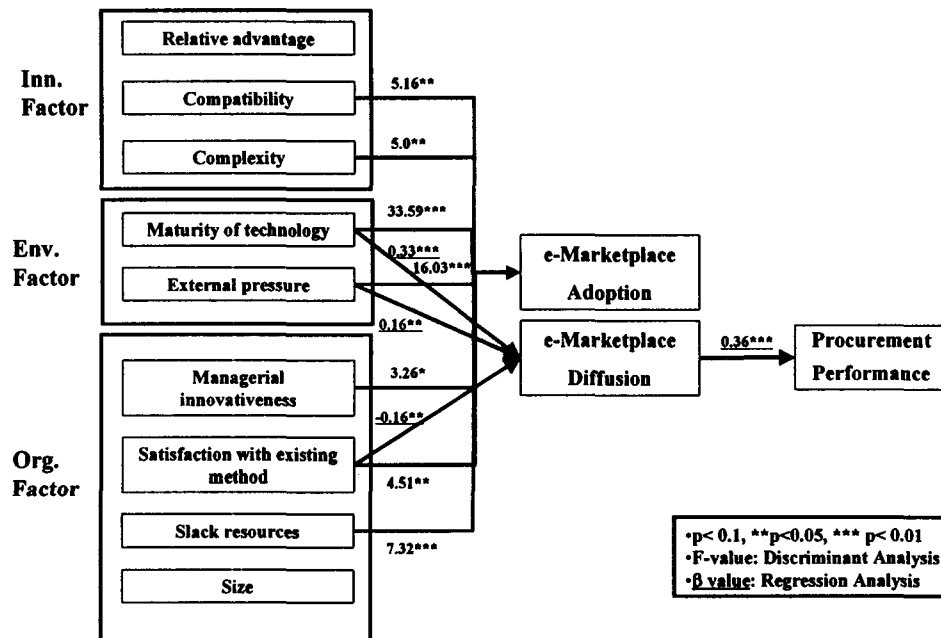 Inn.
Factor
Relative advantage
Compatibility
Complexity
5.16**
5.0**
Env.
Factor
Maturity of technology
External pressure
33.59***
0.33***
16.03***
0.16**
Org.
Factor
Managerial
innovativeness
Satisfaction with existing
method
Slack resources
Size
3.26*
-0.16**
4.51**
7.32***
e-Marketplace
Adoption
e-Marketplace
Diffusion
0.36***
Procurement
Performance
•p< 0.1, **p<0.05, *** p< 0.01
•F-value: Discriminant Analysis
•β value: Regression Analysis